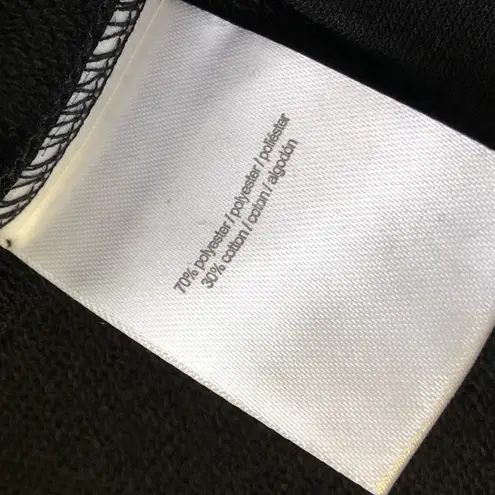 70% polyester / polyester / poliéster
30% cotton / coton / algodón